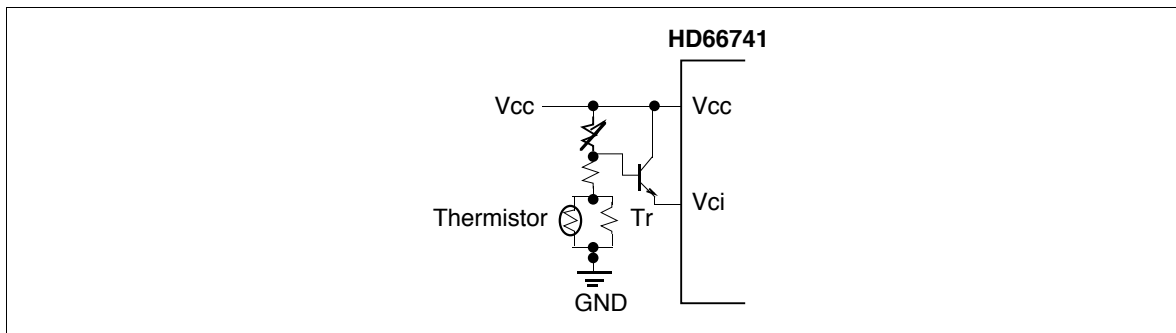 HD66741
Vcc
Vcc
Vci
Thermistor
Tr
GND